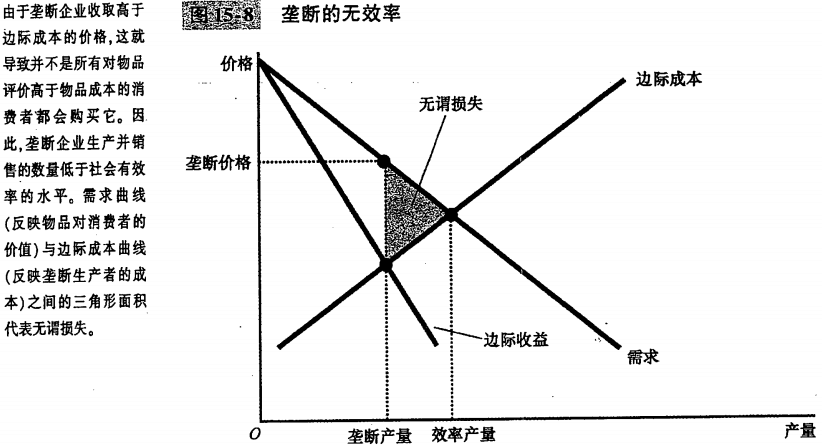 图 15-8 垄断的无效率
由于垄断企业收取高于
边际成本的价格,这就
导致并不是所有对物品
评价高于物品成本的消
费者都会购买它。因
此,垄断企业生产并销
售的数量低于社会有效
率的水平。需求曲线
(反映物品对消费者的
价值)与边际成本曲线
(反映垄断生产者的成
本)之间的三角形面积
代表无谓损失。
价格
边际成本
无谓损失
垄断价格
边际收益
需求
O
垄断产量
效率产量
产量